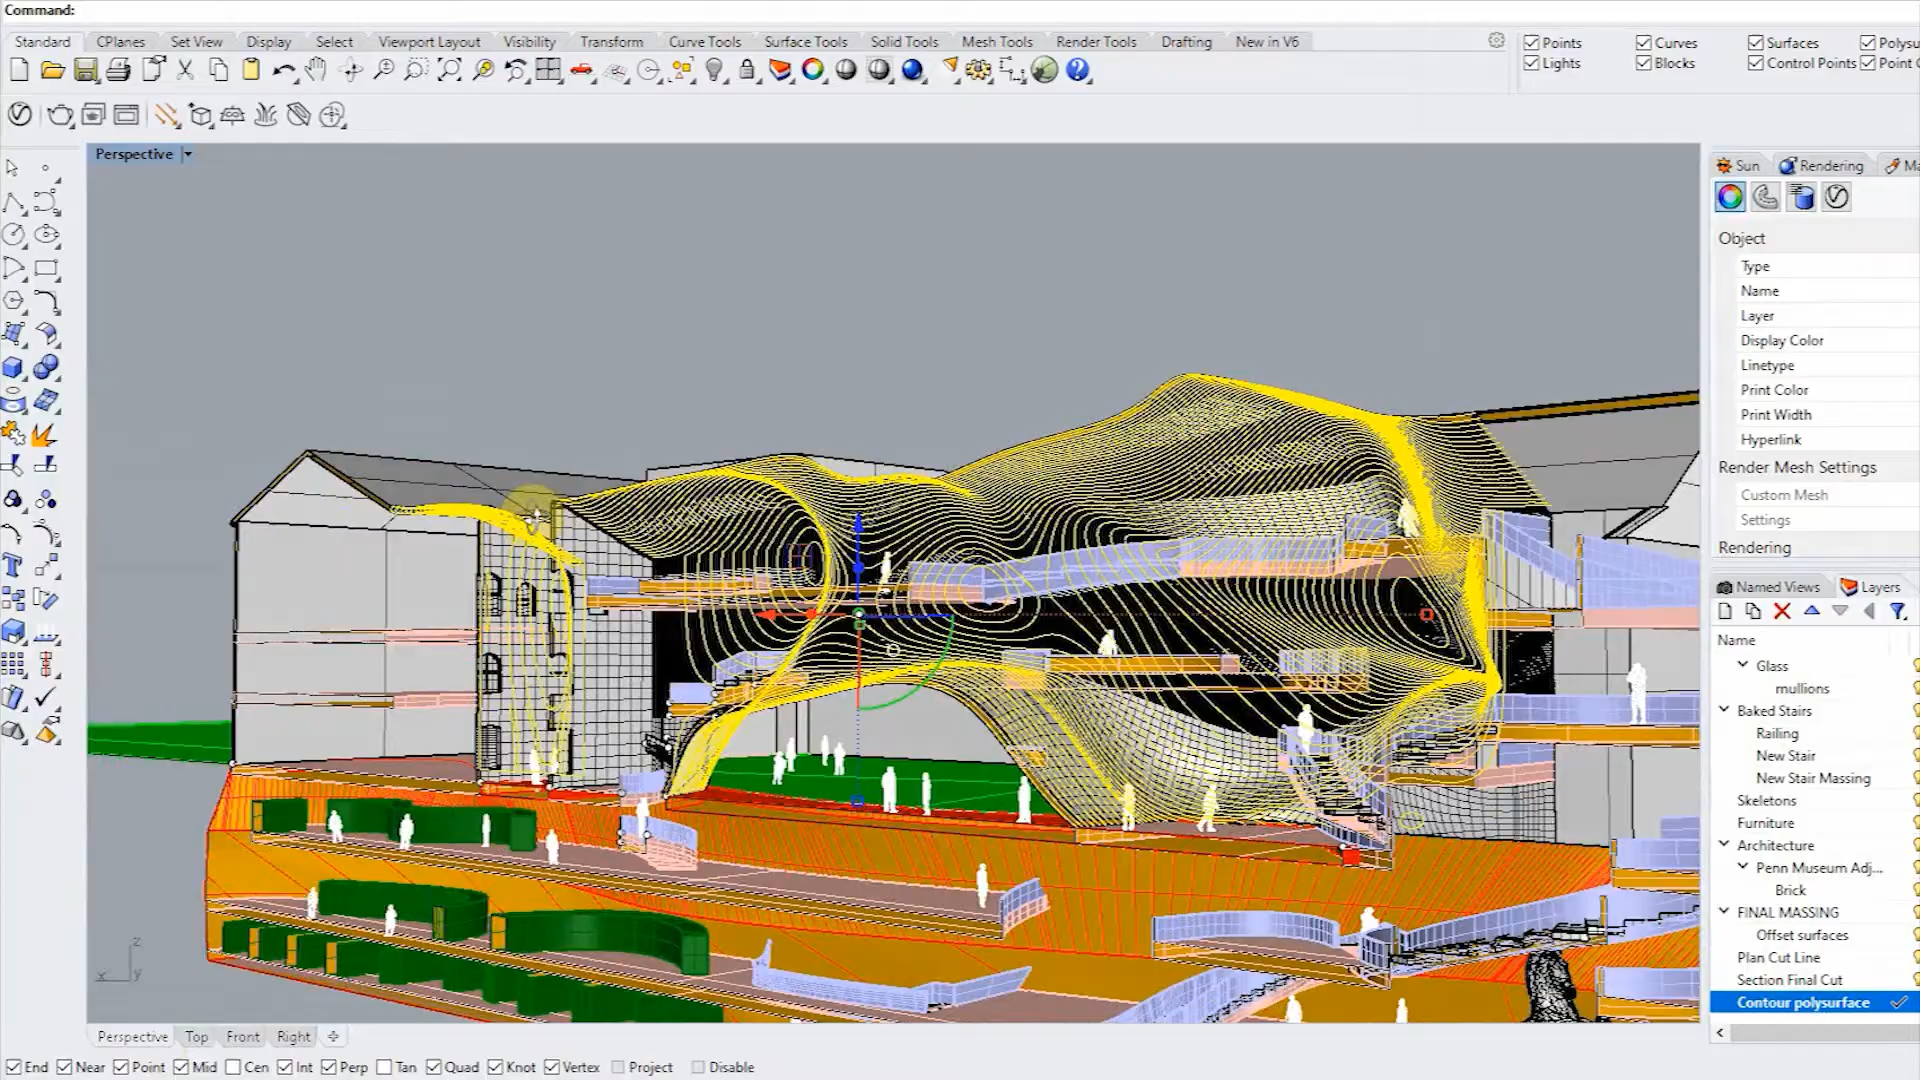 Command:
Standard CPlanes Set View Display Select Viewport Layout Visibility Transform Curve Tools Surface Tools Solid Tools Mesh Tools Render Tools Drafting New in V6
Points Curves Surfaces Polysu
Lights Blocks Control Points Point C
Perspective
Sun Rendering Ma
Object
Type
Name
Layer
Display Color
Linetype
Print Color
Print Width
Hyperlink
Render Mesh Settings
Custom Mesh
Settings
Rendering
Named Views Layers
Name
Glass
mullions
Baked Stairs
Railing
New Stair
New Stair Massing
Skeletons
Furniture
Architecture
Penn Museum Adj...
Brick
FINAL MASSING
Offset surfaces
Plan Cut Line
Section Final Cut
Contour polysurface
z
x y
Perspective Top Front Right
End Near Point Mid Cen Int Perp Tan Quad Knot Vertex Project Disable